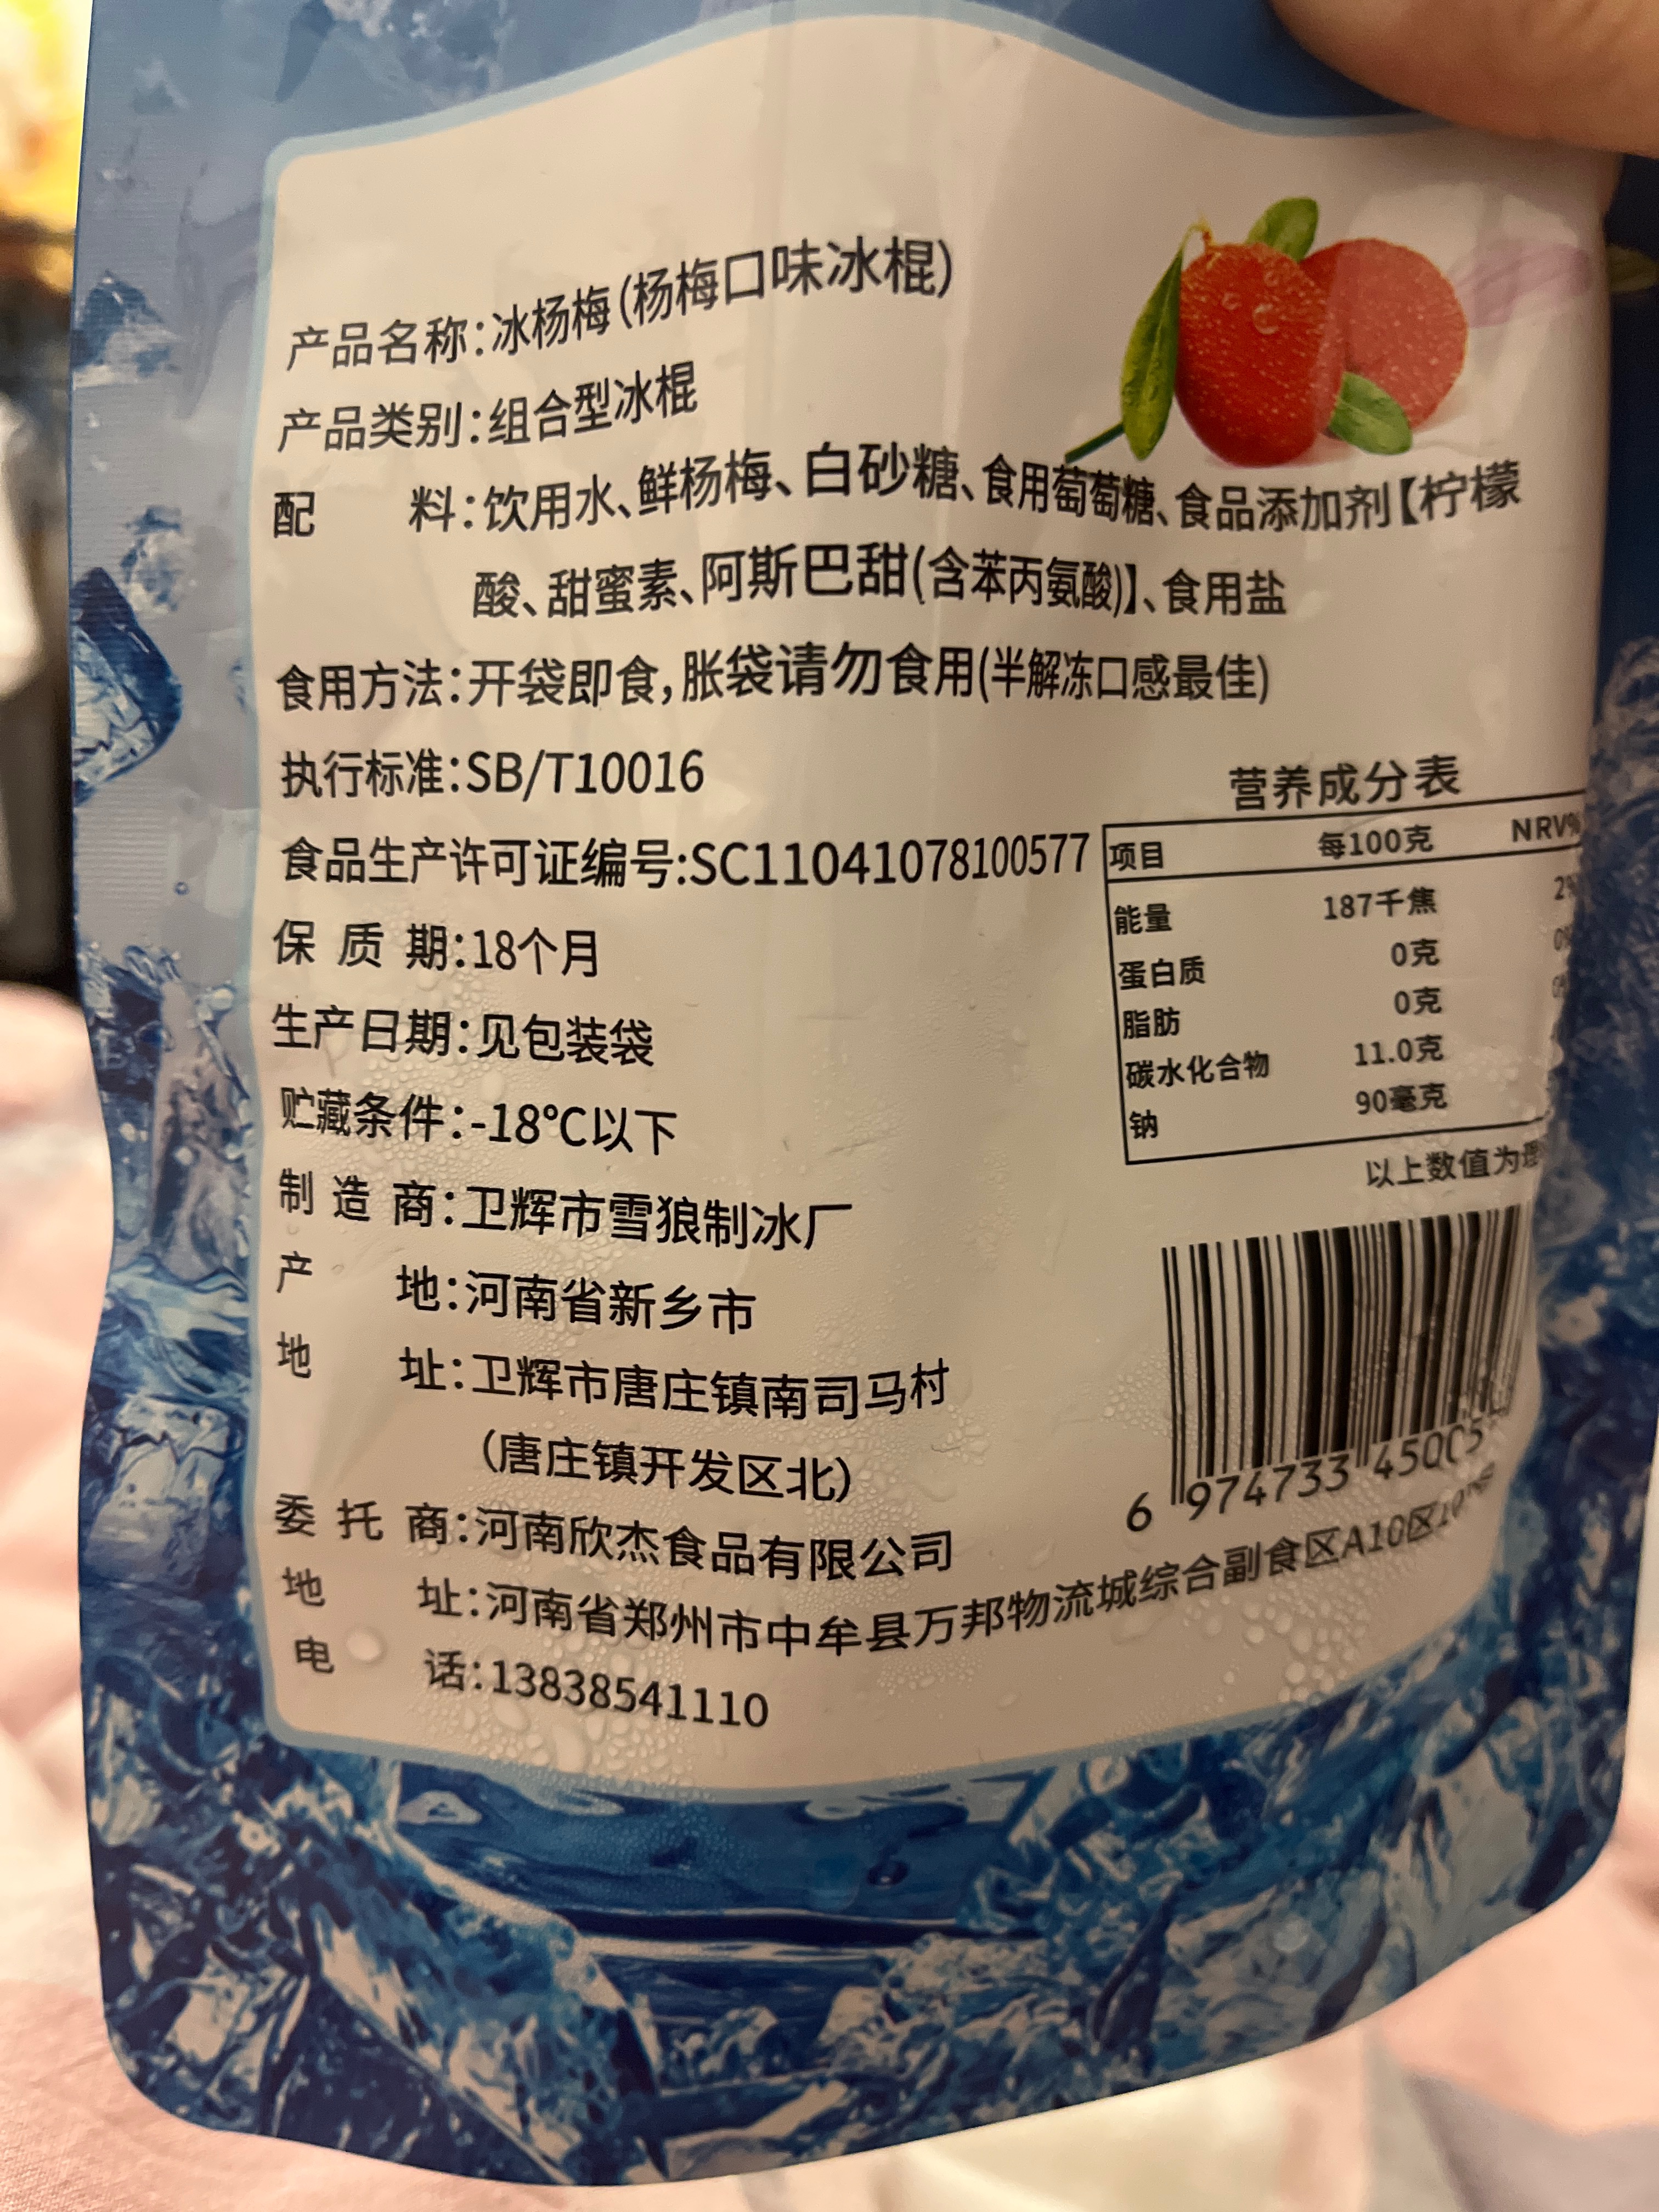 产品名称:冰杨梅(杨梅口味冰棍)
产品类别:组合型冰棍
配 料:饮用水、鲜杨梅、白砂糖、食用葡萄糖、食品添加剂【柠檬
酸、甜蜜素、阿斯巴甜(含苯丙氨酸)】、食用盐
食用方法:开袋即食,胀袋请勿食用(半解冻口感最佳)
执行标准:SB/T10016
食品生产许可证编号:SC11041078100577
保 质 期:18个月
生产日期:见包装袋
贮藏条件:-18℃以下
制 造 商:卫辉市雪狼制冰厂
产 地:河南省新乡市
地 址:卫辉市唐庄镇南司马村
(唐庄镇开发区北)
委 托 商:河南欣杰食品有限公司
地 址:河南省郑州市中牟县万邦物流城综合副食区A10区
电 话:13838541110
营养成分表
项目 每100克 NRV%
能量 187千焦 2%
蛋白质 0克 0%
脂肪 0克 0%
碳水化合物 11.0克
钠 90毫克
以上数值为
6 974733